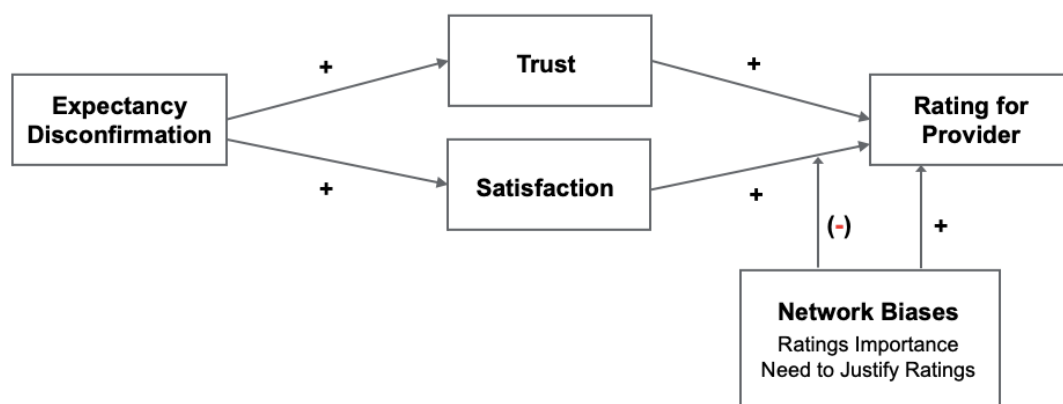 Expectancy
Disconfirmation
+
+
Trust
Satisfaction
+
+
Rating for
Provider
(-)
+
Network Biases
Ratings Importance
Need to Justify Ratings